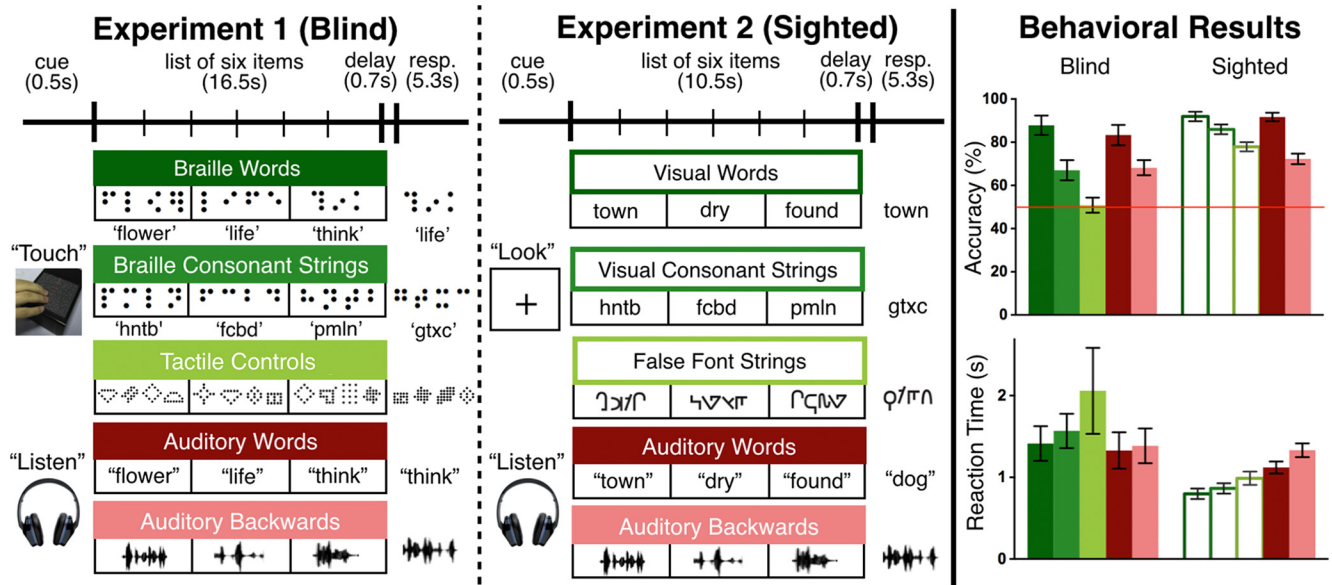 Experiment 1 (Blind)
cue
(0.5s)
list of six items
(16.5s)
delay
(0.7s)
resp.
(5.3s)
Braille Words
‘flower’ ‘life’ ‘think’ ‘life’
“Touch”
Braille Consonant Strings
‘hntb' ‘fcbd’ ‘pmln’ ‘gtxc’
Tactile Controls
“Listen”
Auditory Words
“flower” “life” “think” “think”
Auditory Backwards
Experiment 2 (Sighted)
cue
(0.5s)
list of six items
(10.5s)
delay
(0.7s)
resp.
(5.3s)
Visual Words
town dry found town
“Look”
Visual Consonant Strings
hntb fcbd pmln gtxc
False Font Strings
“Listen”
Auditory Words
“town” “dry” “found” “dog”
Auditory Backwards
Behavioral Results
Blind Sighted
Accuracy (%)
100
80
60
40
20
0
Reaction Time (s)
2
1
0